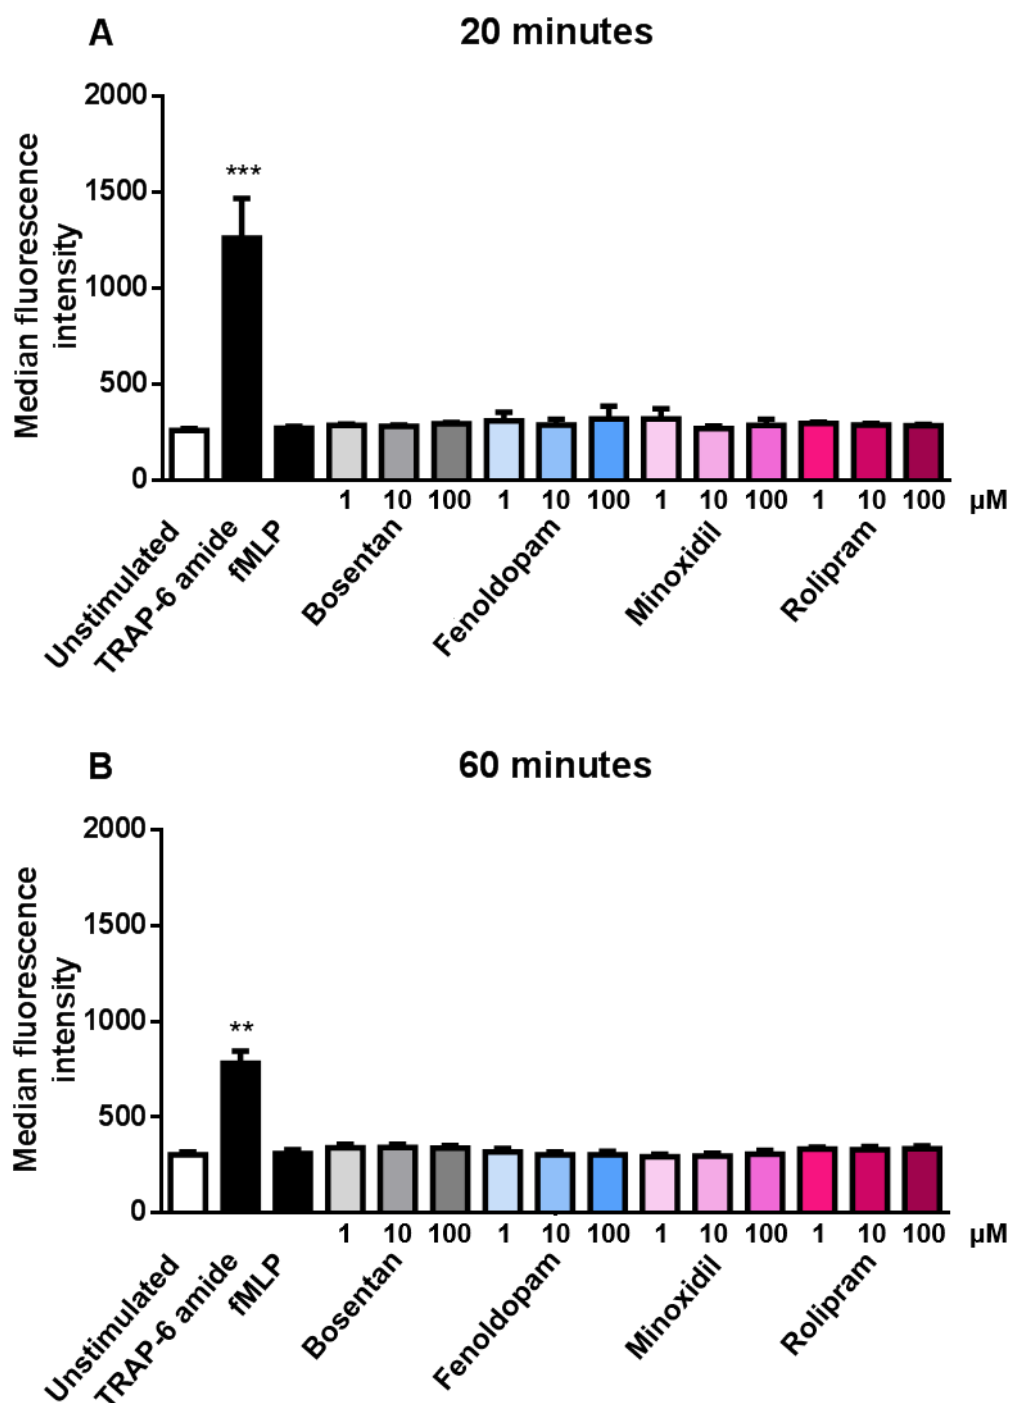 A
20 minutes
Median fluorescence
intensity
2000
1500
1000
500
0
***
1 10 100 1 10 100 1 10 100 1 10 100 µM
Unstimulated
TRAP-6 amide
fMLP
Bosentan
Fenoldopam
Minoxidil
Rolipram
B
60 minutes
Median fluorescence
intensity
2000
1500
1000
500
0
**
1 10 100 1 10 100 1 10 100 1 10 100 µM
Unstimulated
TRAP-6 amide
fMLP
Bosentan
Fenoldopam
Minoxidil
Rolipram